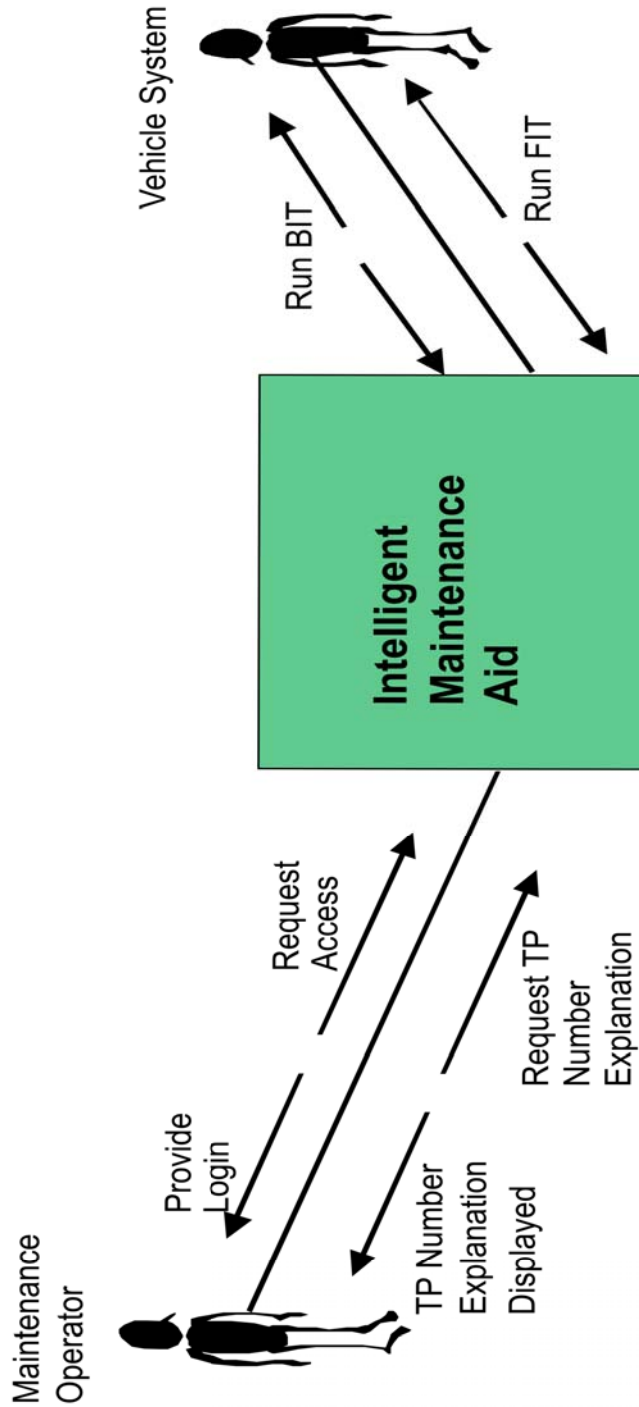 Maintenance
Operator
Provide
Login
Request
Access
TP Number
Explanation
Displayed
Request TP
Number
Explanation
Intelligent
Maintenance
Aid
Vehicle System
Run BIT
Run FIT